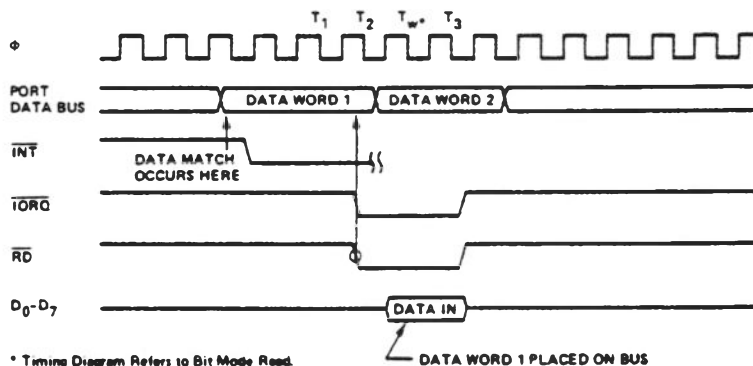 T1 T2 Tw* T3
Φ
PORT
DATA BUS
DATA WORD 1 DATA WORD 2
INT
DATA MATCH
OCCURS HERE
IORQ
RD
D0-D7
DATA IN
* Timing Diagram Refers to Bit Mode Read.
DATA WORD 1 PLACED ON BUS